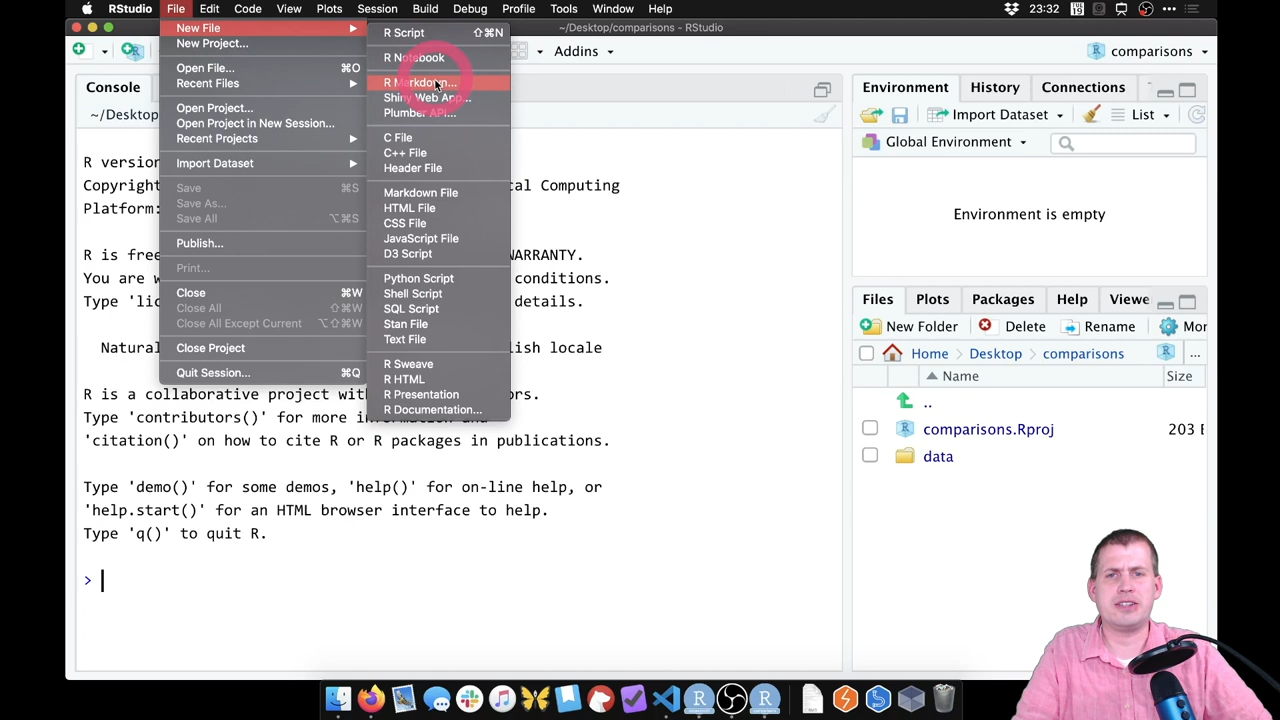 RStudio File Edit Code View Plots Session Build Debug Profile Tools Window Help 23:32 TUE 19
~/Desktop/comparisons - RStudio
New File
New Project...
Open File... ⌘O
Recent Files
Open Project...
Open Project in New Session...
Recent Projects
Import Dataset
Save ⌘S
Save As...
Save All ⌥⌘S
Publish...
Print...
Close ⌘W
Close All ⇧⌘W
Close All Except Current ⌥⇧⌘W
Close Project
Quit Session... ⌘Q
R Script ⇧⌘N
R Notebook
R Markdown...
Shiny Web App...
Plumber API...
C File
C++ File
Header File
Markdown File
HTML File
CSS File
JavaScript File
D3 Script
Python Script
Shell Script
SQL Script
Stan File
Text File
R Sweave
R HTML
R Presentation
R Documentation...
Addins
comparisons
Console
~/Desktop
R version
Copyright tal Computing
Platform:
R is free WARRANTY.
You are w conditions.
Type 'lic details.
Natural lish locale
R is a collaborative project with ors.
Type 'contributors()' for more information and
'citation()' on how to cite R or R packages in publications.
Type 'demo()' for some demos, 'help()' for on-line help, or
'help.start()' for an HTML browser interface to help.
Type 'q()' to quit R.
>
Environment History Connections
Import Dataset List
Global Environment
Environment is empty
Files Plots Packages Help Viewe
New Folder Delete Rename Mor
Home Desktop comparisons ...
Name Size
..
comparisons.Rproj 203 B
data